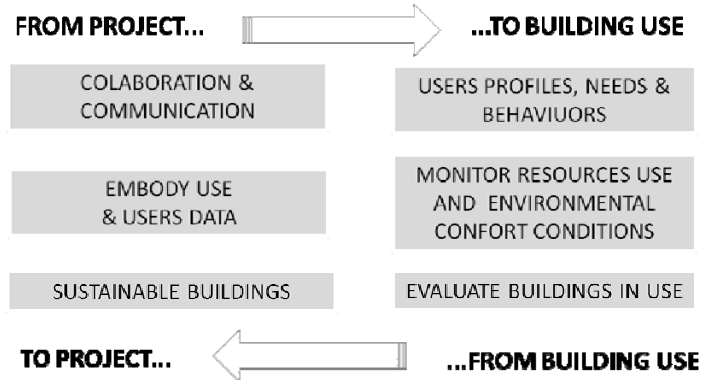 FROM PROJECT...
...TO BUILDING USE
COLABORATION &
COMMUNICATION
USERS PROFILES, NEEDS &
BEHAVIUORS
EMBODY USE
& USERS DATA
MONITOR RESOURCES USE
AND ENVIRONMENTAL
CONFORT CONDITIONS
SUSTAINABLE BUILDINGS
EVALUATE BUILDINGS IN USE
TO PROJECT...
...FROM BUILDING USE